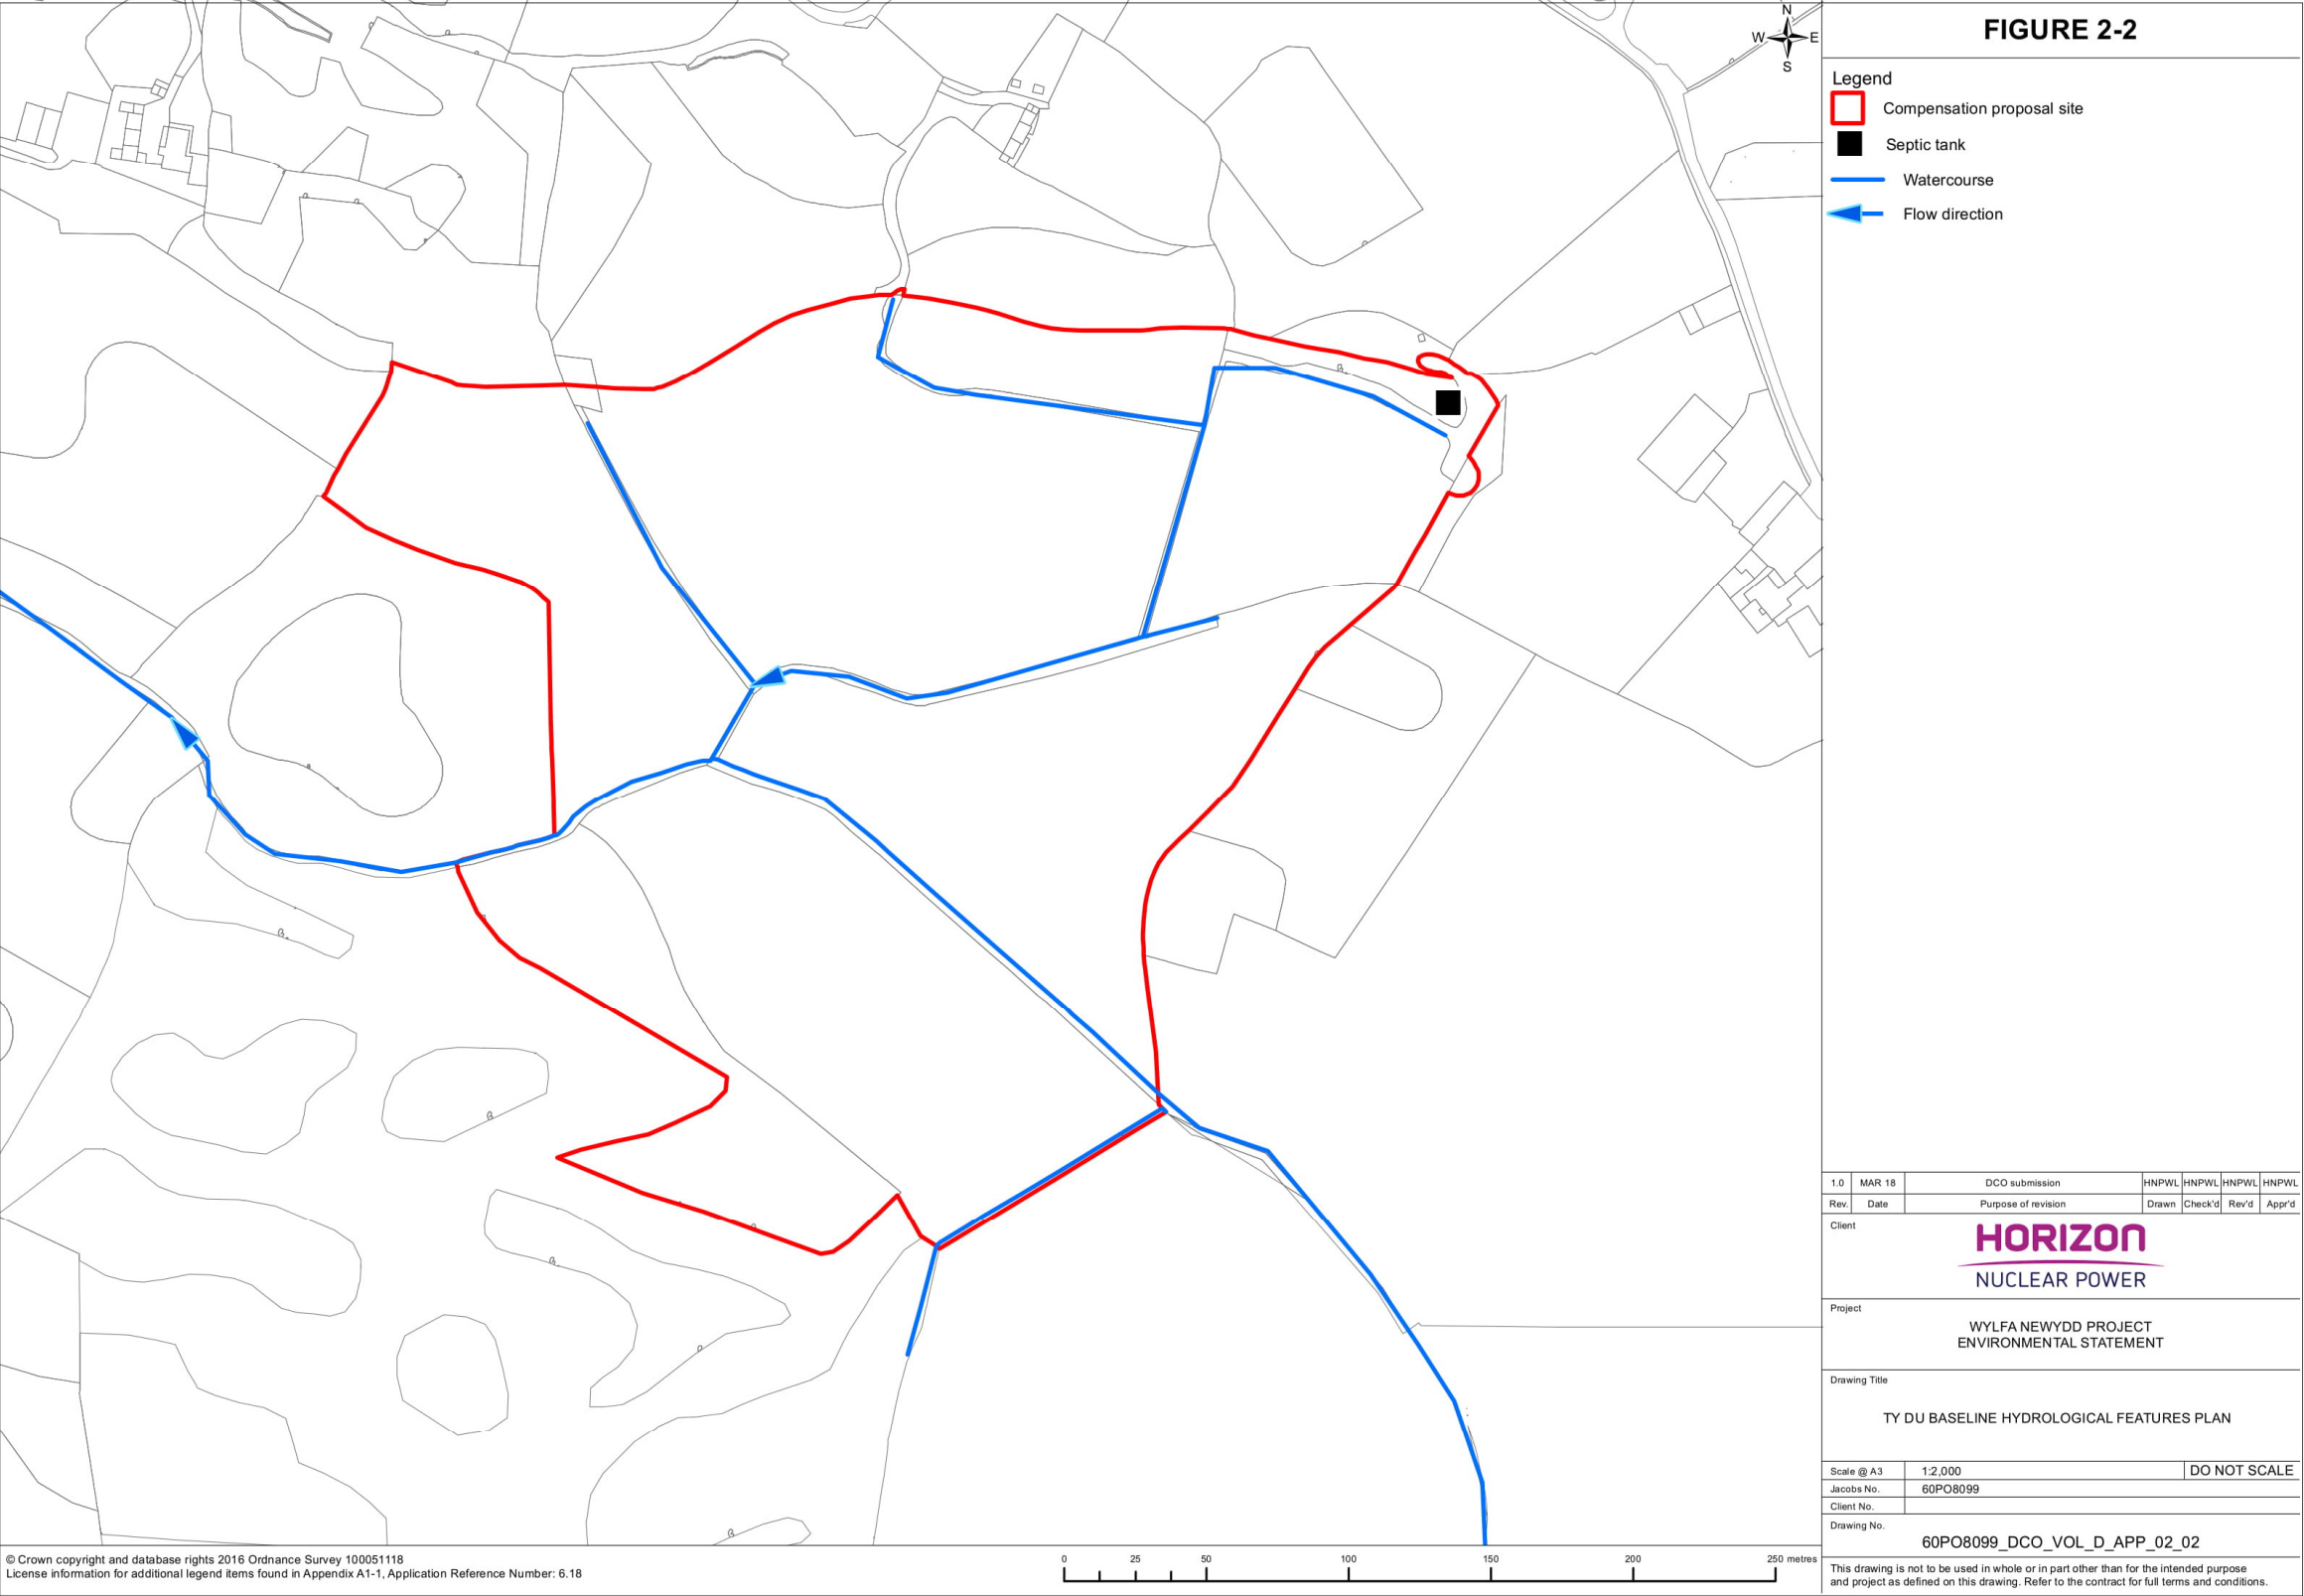 N
W E
S
FIGURE 2-2
Legend
Compensation proposal site
Septic tank
Watercourse
Flow direction
1.0 MAR 18 DCO submission HNPWL HNPWL HNPWL HNPWL
Rev. Date Purpose of revision Drawn Check'd Rev'd Appr'd
Client
HORIZON
NUCLEAR POWER
Project
WYLFA NEWYDD PROJECT
ENVIRONMENTAL STATEMENT
Drawing Title
TY DU BASELINE HYDROLOGICAL FEATURES PLAN
Scale @ A3 1:2,000 DO NOT SCALE
Jacobs No. 60PO8099
Client No.
Drawing No.
60PO8099_DCO_VOL_D_APP_02_02
This drawing is not to be used in whole or in part other than for the intended purpose
and project as defined on this drawing. Refer to the contract for full terms and conditions.
© Crown copyright and database rights 2016 Ordnance Survey 100051118
License information for additional legend items found in Appendix A1-1, Application Reference Number: 6.18
0 25 50 100 150 200 250 metres